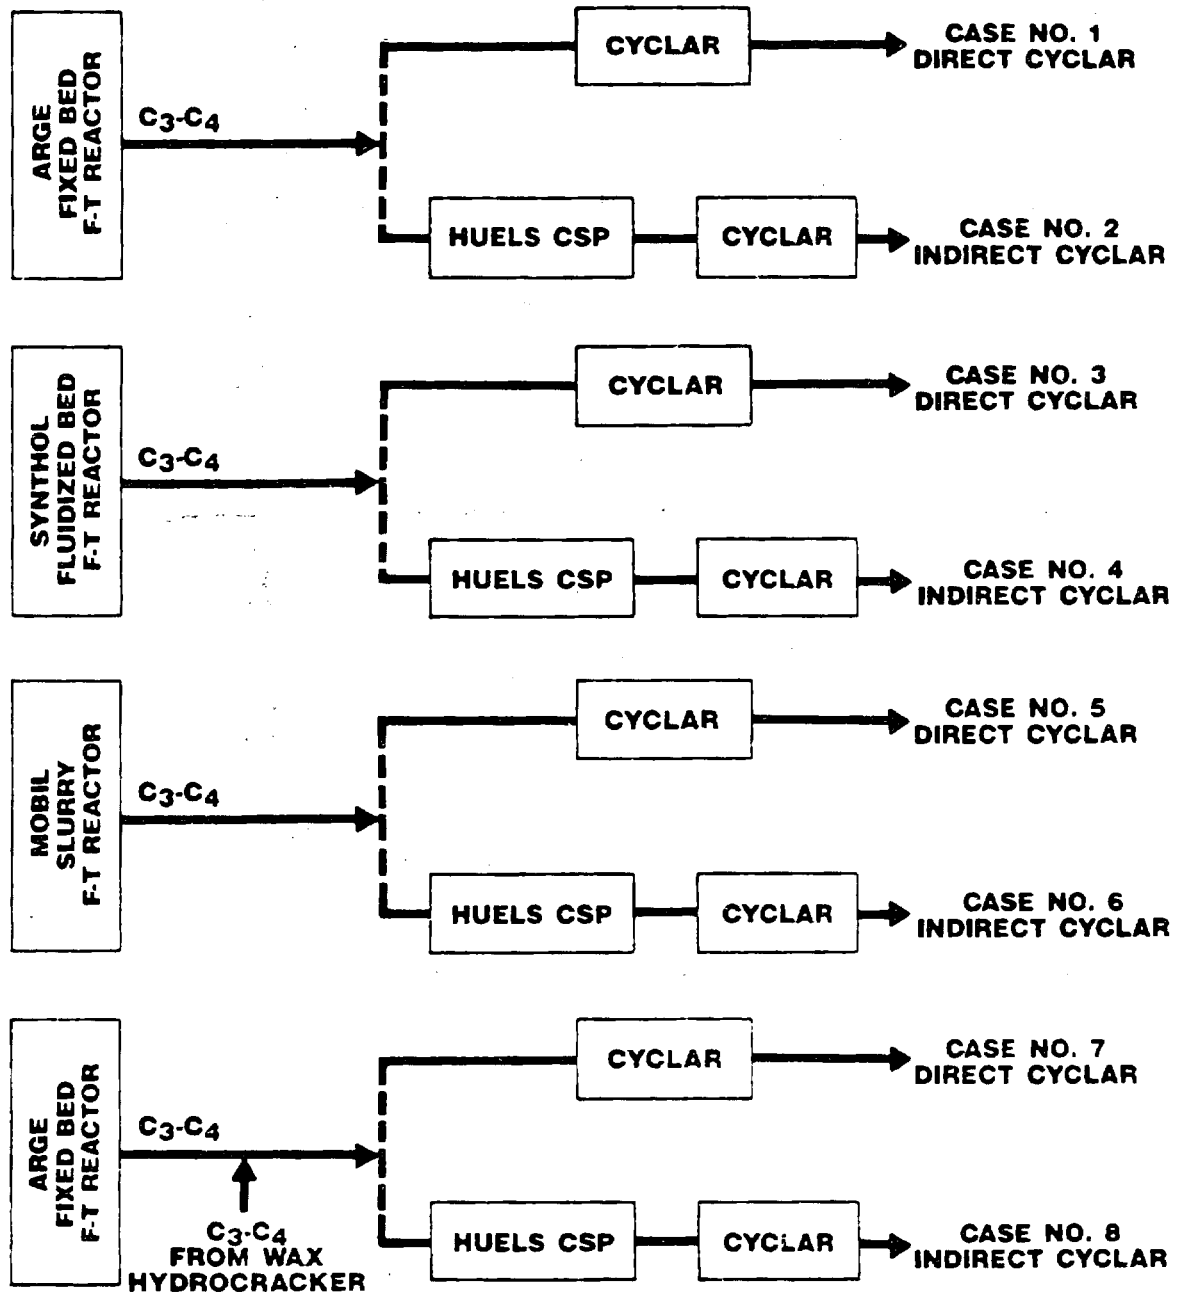 ARGE
FIXED BED
F-T REACTOR
C3-C4
CYCLAR
CASE NO. 1
DIRECT CYCLAR
HUELS CSP
CYCLAR
CASE NO. 2
INDIRECT CYCLAR
SYNTHOL
FLUIDIZED BED
F-T REACTOR
C3-C4
CYCLAR
CASE NO. 3
DIRECT CYCLAR
HUELS CSP
CYCLAR
CASE NO. 4
INDIRECT CYCLAR
MOBIL
SLURRY
F-T REACTOR
C3-C4
CYCLAR
CASE NO. 5
DIRECT CYCLAR
HUELS CSP
CYCLAR
CASE NO. 6
INDIRECT CYCLAR
ARGE
FIXED BED
F-T REACTOR
C3-C4
C3-C4
FROM WAX
HYDROCRACKER
CYCLAR
CASE NO. 7
DIRECT CYCLAR
HUELS CSP
CYCLAR
CASE NO. 8
INDIRECT CYCLAR